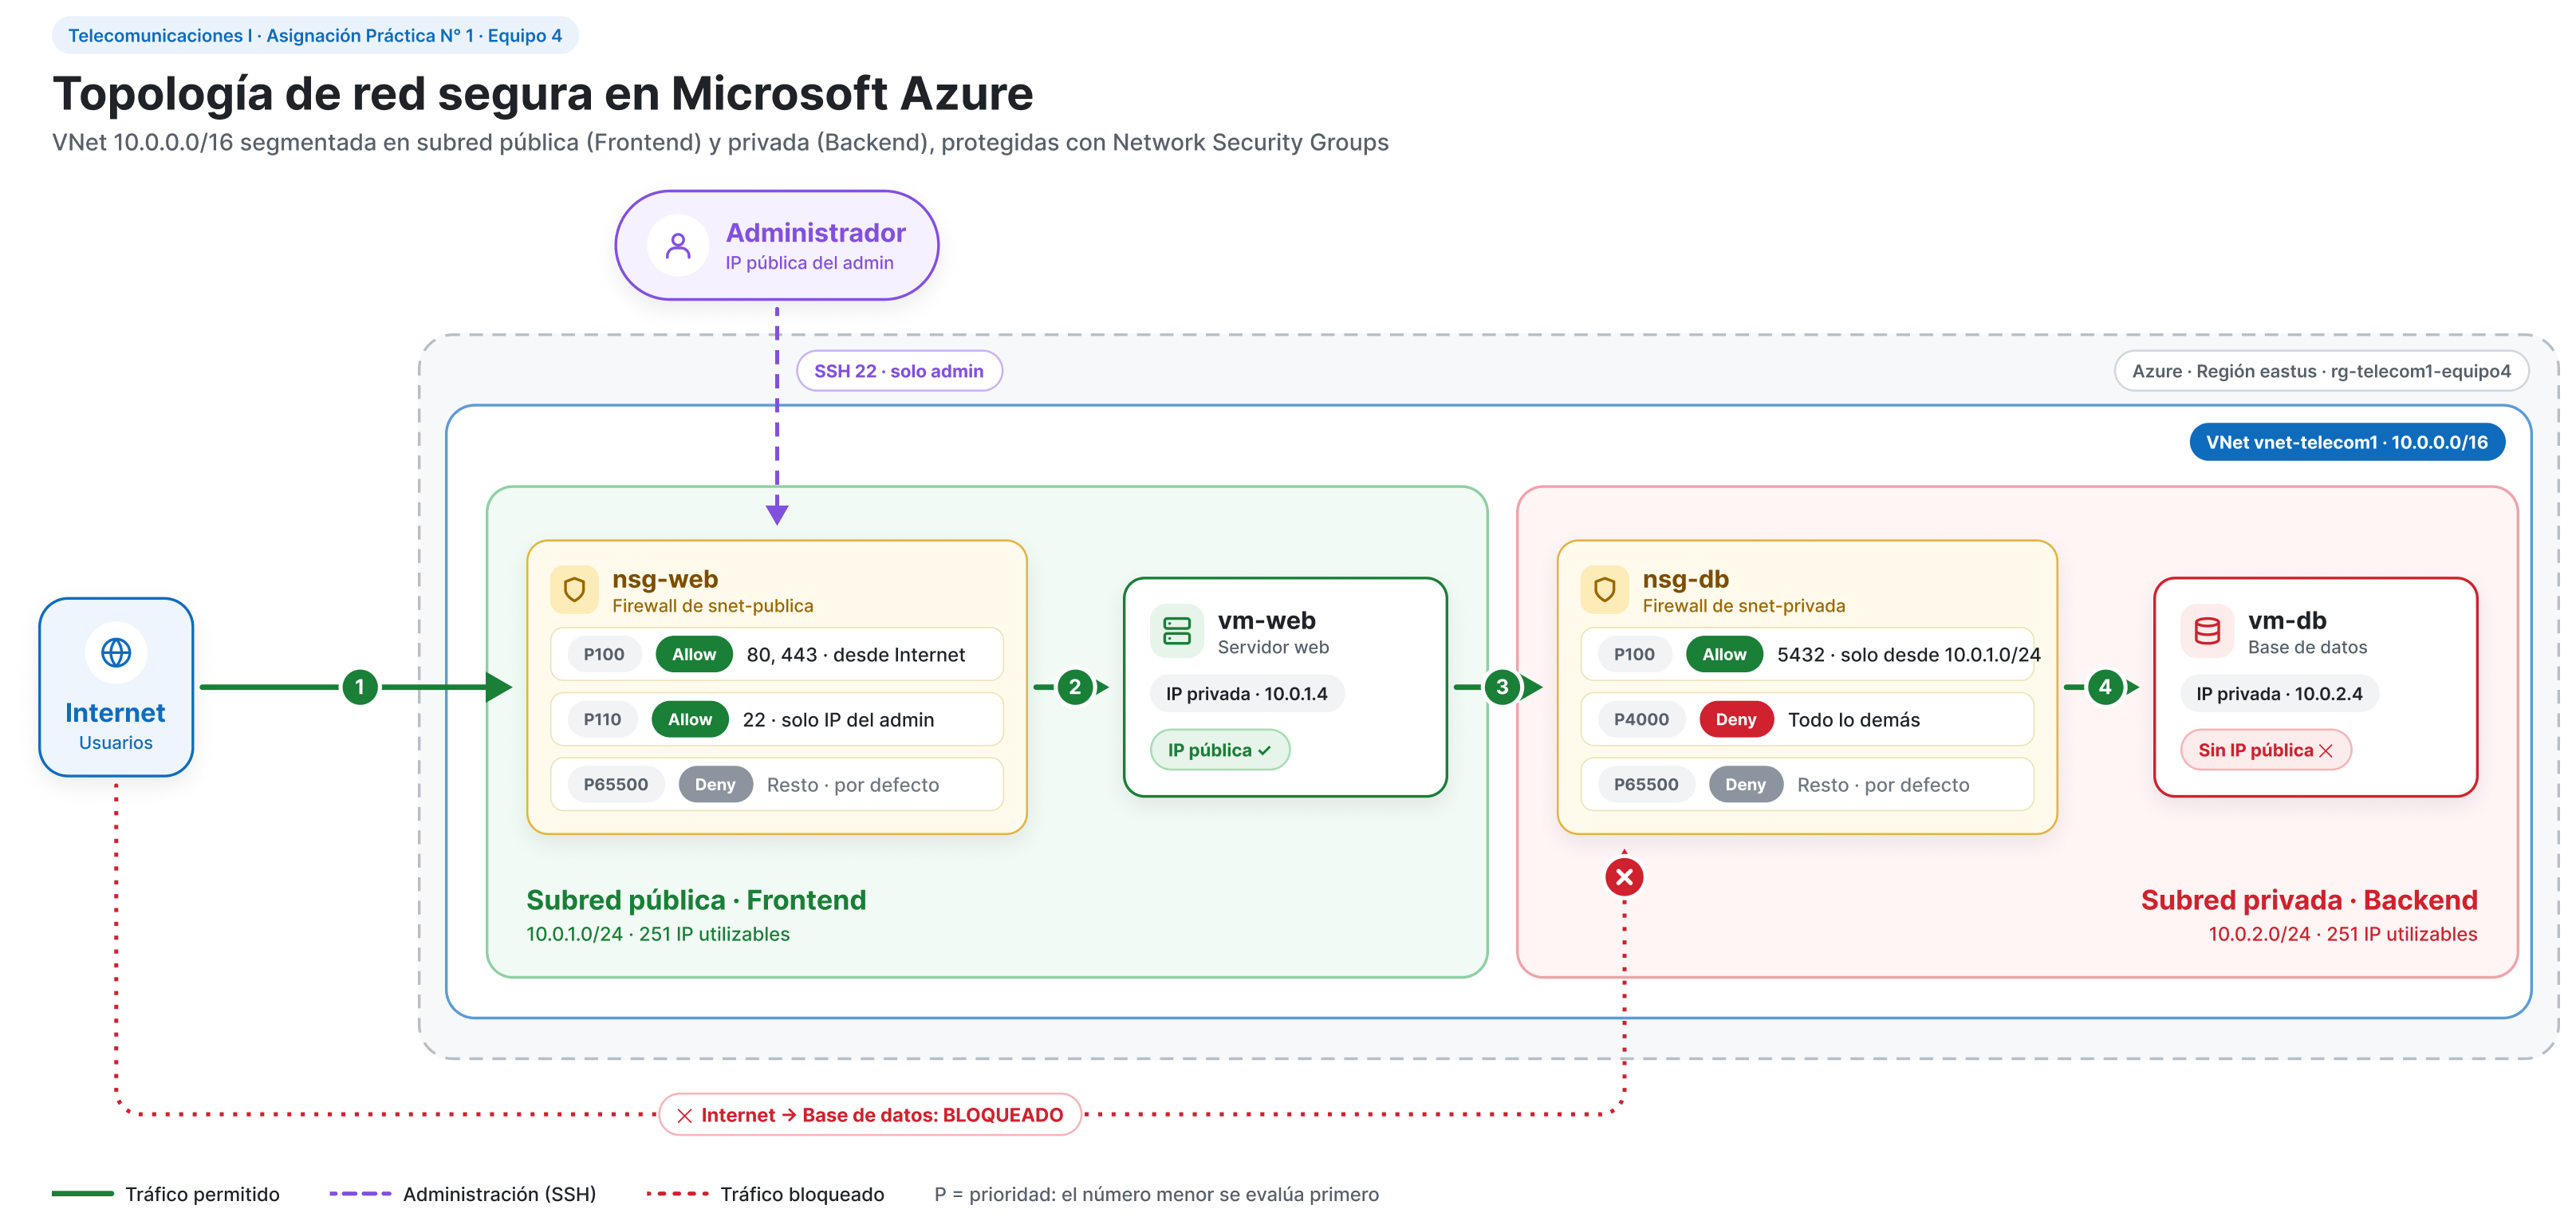 Telecomunicaciones I · Asignación Práctica N° 1 · Equipo 4
Topología de red segura en Microsoft Azure
VNet 10.0.0.0/16 segmentada en subred pública (Frontend) y privada (Backend), protegidas con Network Security Groups
Administrador
IP pública del admin
SSH 22 · solo admin
Azure · Región eastus · rg-telecom1-equipo4
VNet vnet-telecom1 · 10.0.0.0/16
Internet
Usuarios
1
nsg-web
Firewall de snet-publica
P100 Allow 80, 443 · desde Internet
P110 Allow 22 · solo IP del admin
P65500 Deny Resto · por defecto
2
vm-web
Servidor web
IP privada · 10.0.1.4
IP pública ✓
Subred pública · Frontend
10.0.1.0/24 · 251 IP utilizables
3
nsg-db
Firewall de snet-privada
P100 Allow 5432 · solo desde 10.0.1.0/24
P4000 Deny Todo lo demás
P65500 Deny Resto · por defecto
4
vm-db
Base de datos
IP privada · 10.0.2.4
Sin IP pública ✕
Subred privada · Backend
10.0.2.0/24 · 251 IP utilizables
✕ Internet → Base de datos: BLOQUEADO
Tráfico permitido
Administración (SSH)
Tráfico bloqueado
P = prioridad: el número menor se evalúa primero